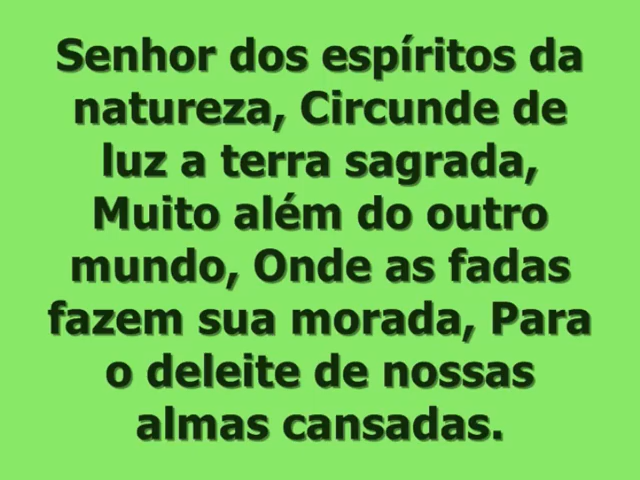 Senhor dos espíritos da
natureza, Circunde de
luz a terra sagrada,
Muito além do outro
mundo, Onde as fadas
fazem sua morada, Para
o deleite de nossas
almas cansadas.